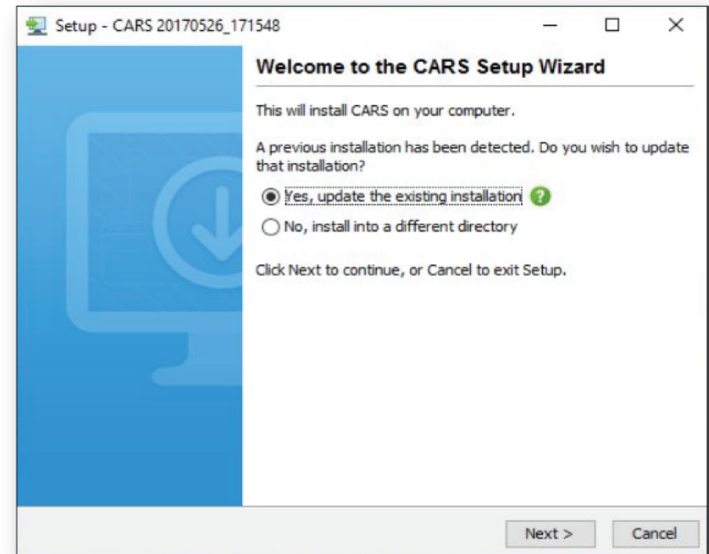 Setup - CARS 20170526_171548
Welcome to the CARS Setup Wizard
This will install CARS on your computer.
A previous installation has been detected. Do you wish to update
that installation?
Yes, update the existing installation ?
No, install into a different directory
Click Next to continue, or Cancel to exit Setup.
Next > Cancel